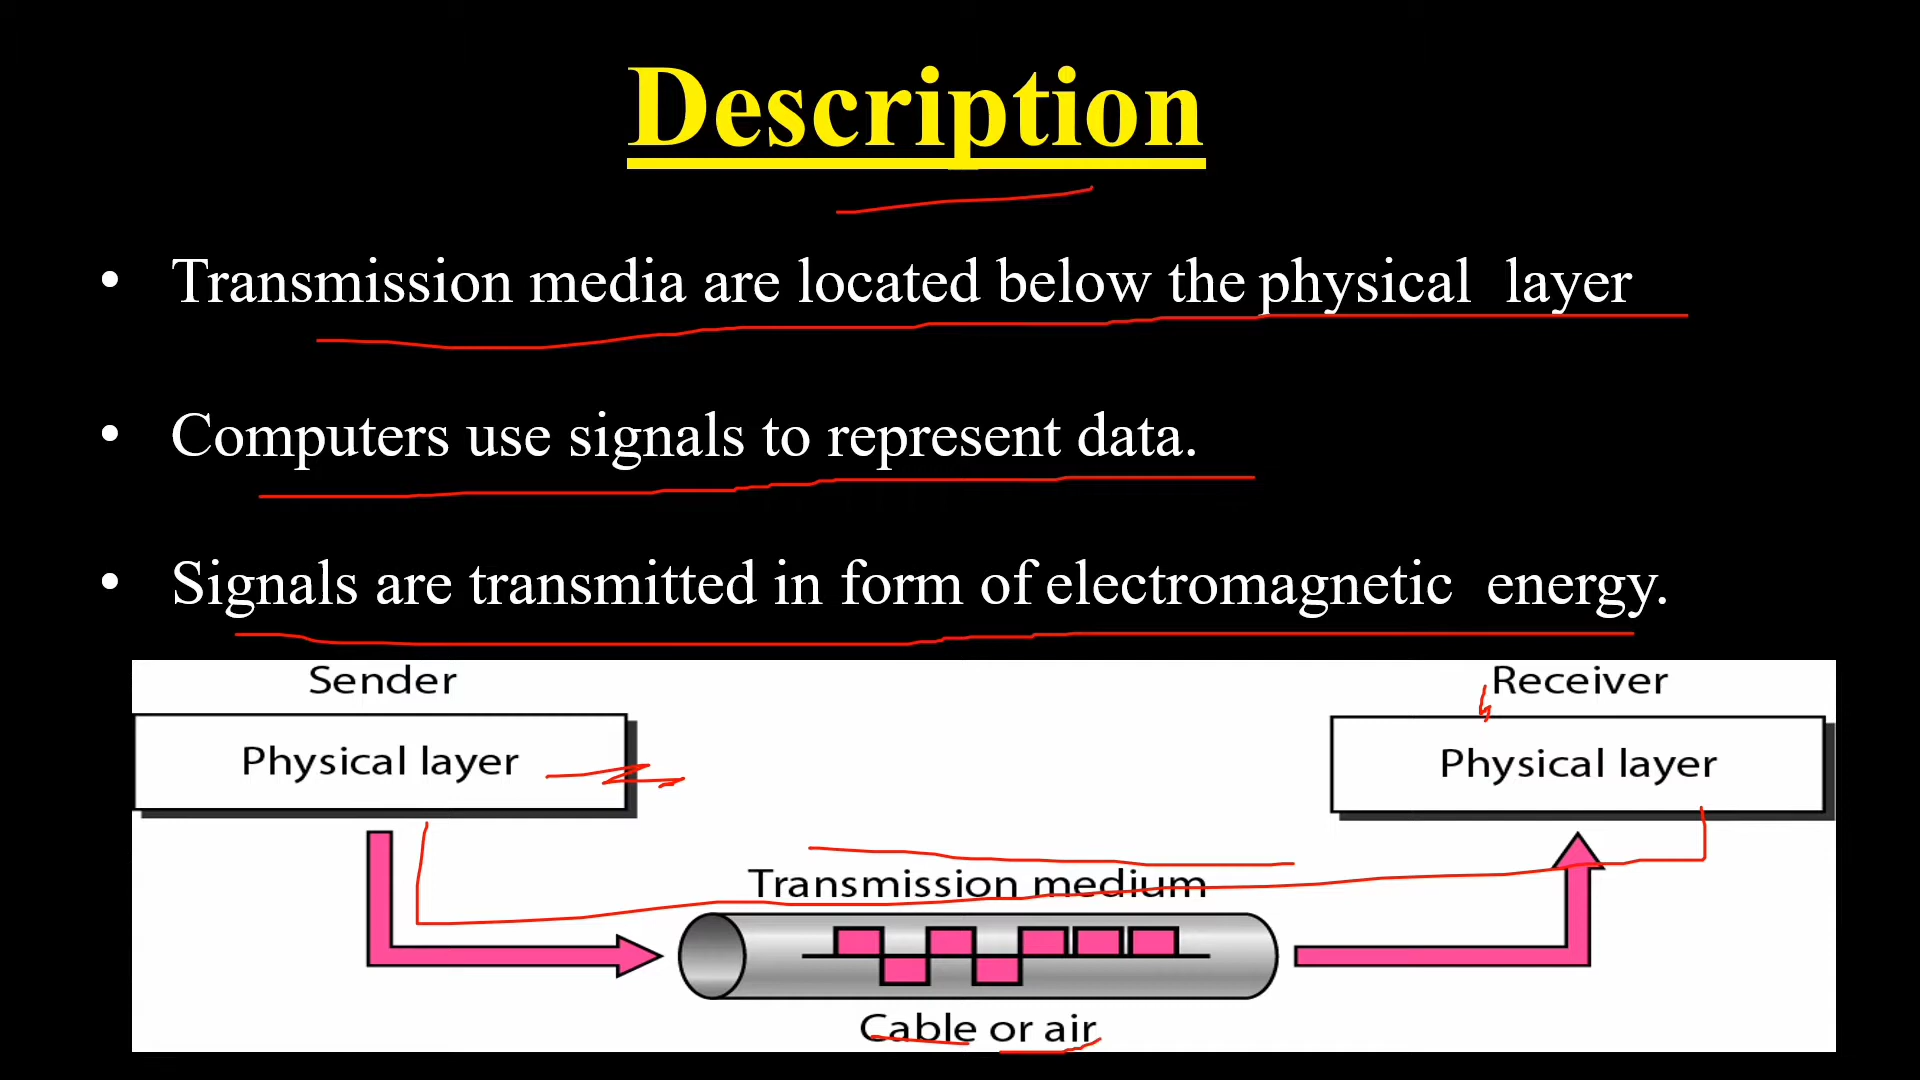 Description
• Transmission media are located below the physical layer
• Computers use signals to represent data.
• Signals are transmitted in form of electromagnetic energy.
Sender
Receiver
Physical layer
Physical layer
Transmission medium
Cable or air